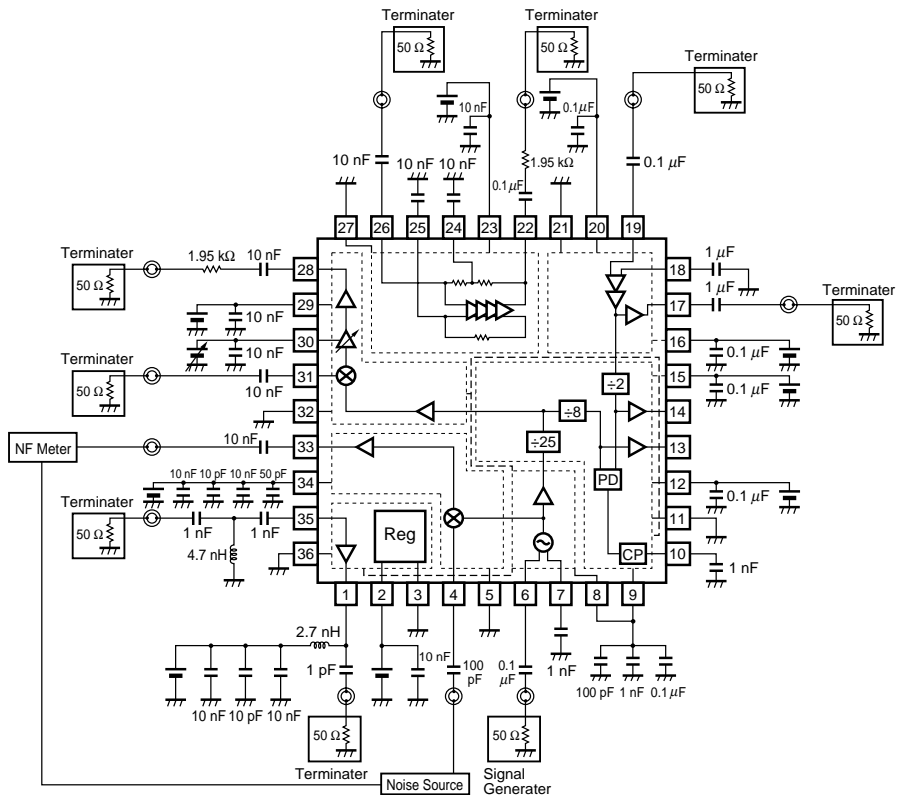 Terminater
50 Ω
Terminater
50 Ω
Terminater
50 Ω
10 nF
0.1 μF
10 nF
10 nF
10 nF
1.95 kΩ
0.1 μF
0.1 μF
27
26
25
24
23
22
21
20
19
Terminater
50 Ω
1.95 kΩ
10 nF
28
18
1 μF
10 nF
29
17
1 μF
Terminater
50 Ω
10 nF
30
16
0.1 μF
Terminater
50 Ω
10 nF
31
15
0.1 μF
÷2
32
÷8
14
NF Meter
10 nF
33
÷25
13
10 nF
10 pF
10 nF
50 pF
34
PD
12
0.1 μF
Terminater
50 Ω
1 nF
1 nF
35
11
4.7 nH
36
Reg
CP
10
1 nF
1
2
3
4
5
6
7
8
9
2.7 nH
1 pF
10 nF
100 pF
0.1 μF
1 nF
100 pF
1 nF
0.1 μF
10 nF
10 pF
10 nF
50 Ω
Terminater
Noise Source
50 Ω
Signal
Generater